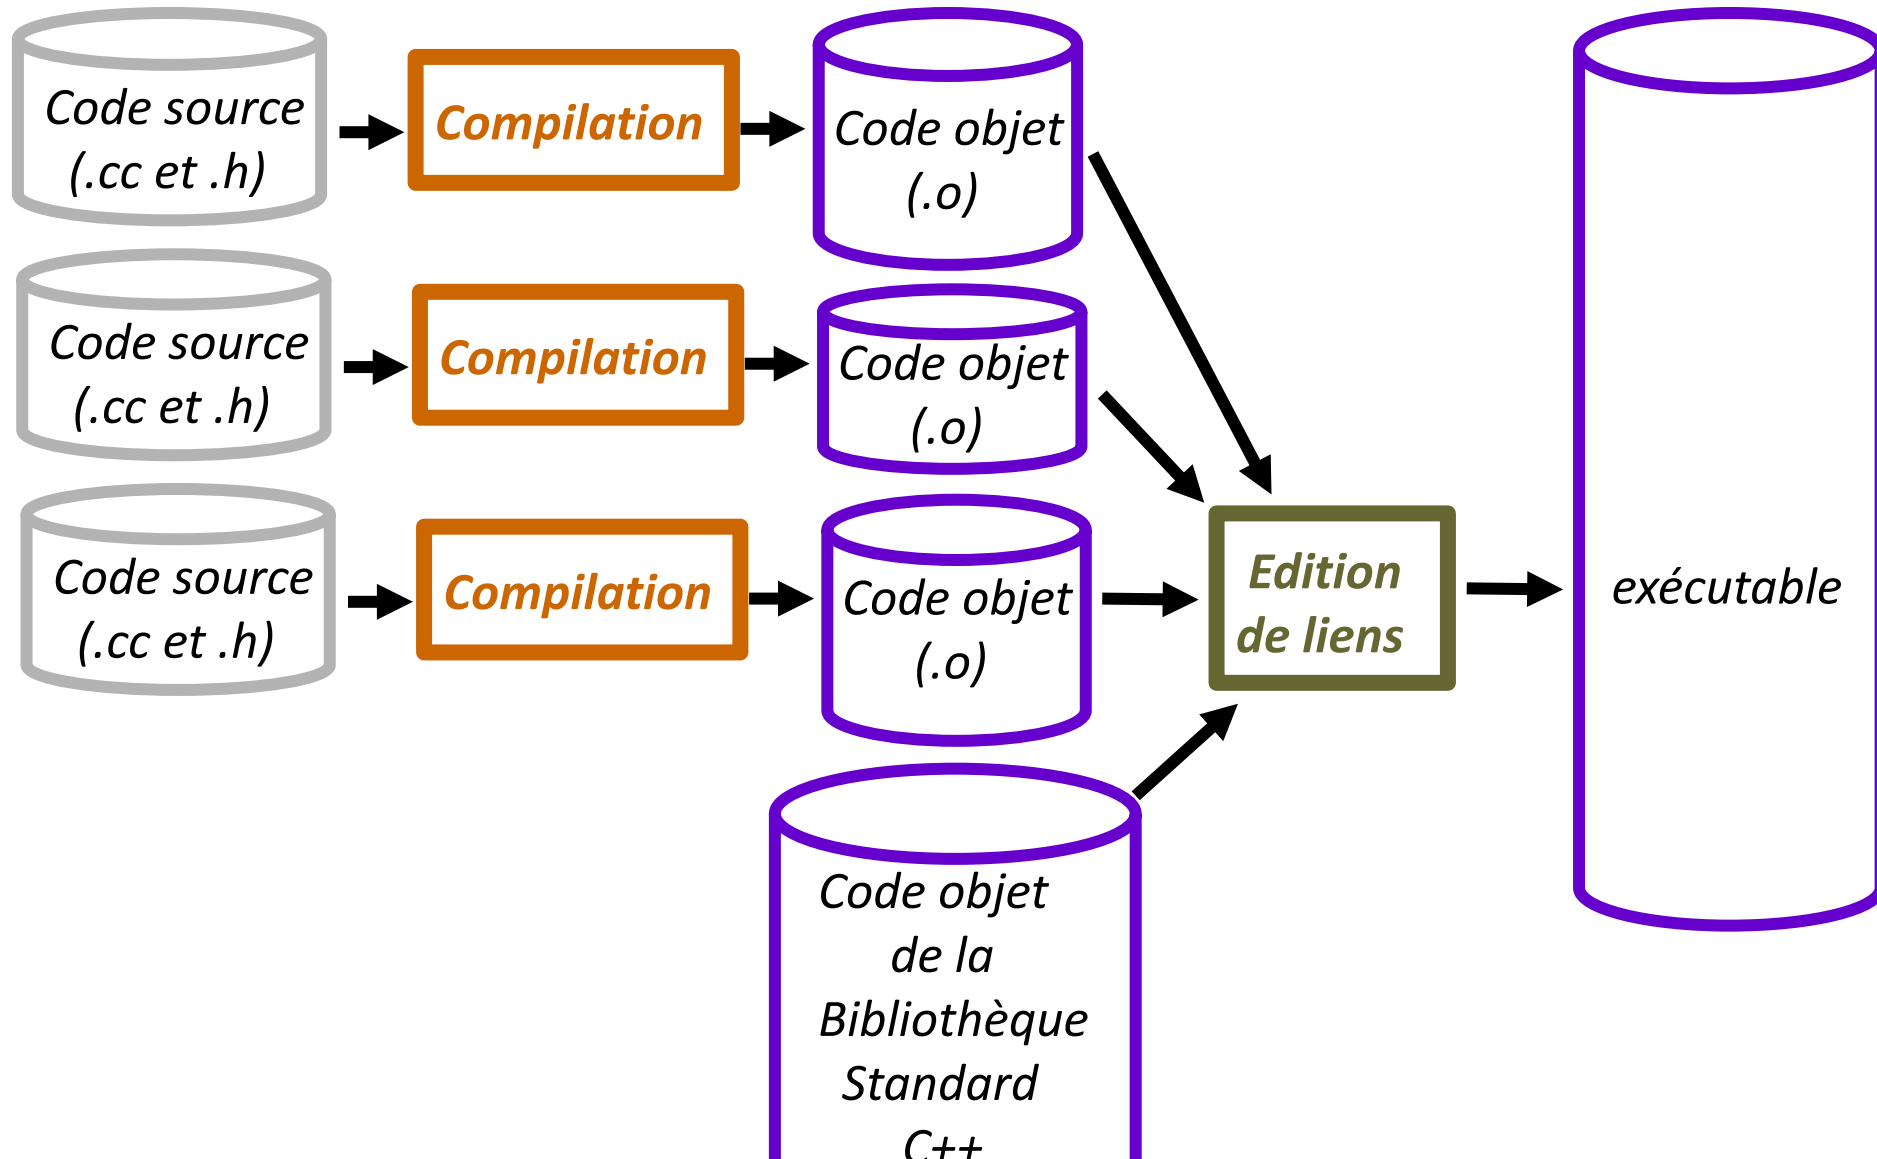 Code source
(.cc et .h)
Compilation
Code objet
(.o)
Code source
(.cc et .h)
Compilation
Code objet
(.o)
Code source
(.cc et .h)
Compilation
Code objet
(.o)
Edition
de liens
exécutable
Code objet
de la
Bibliothèque
Standard
C++